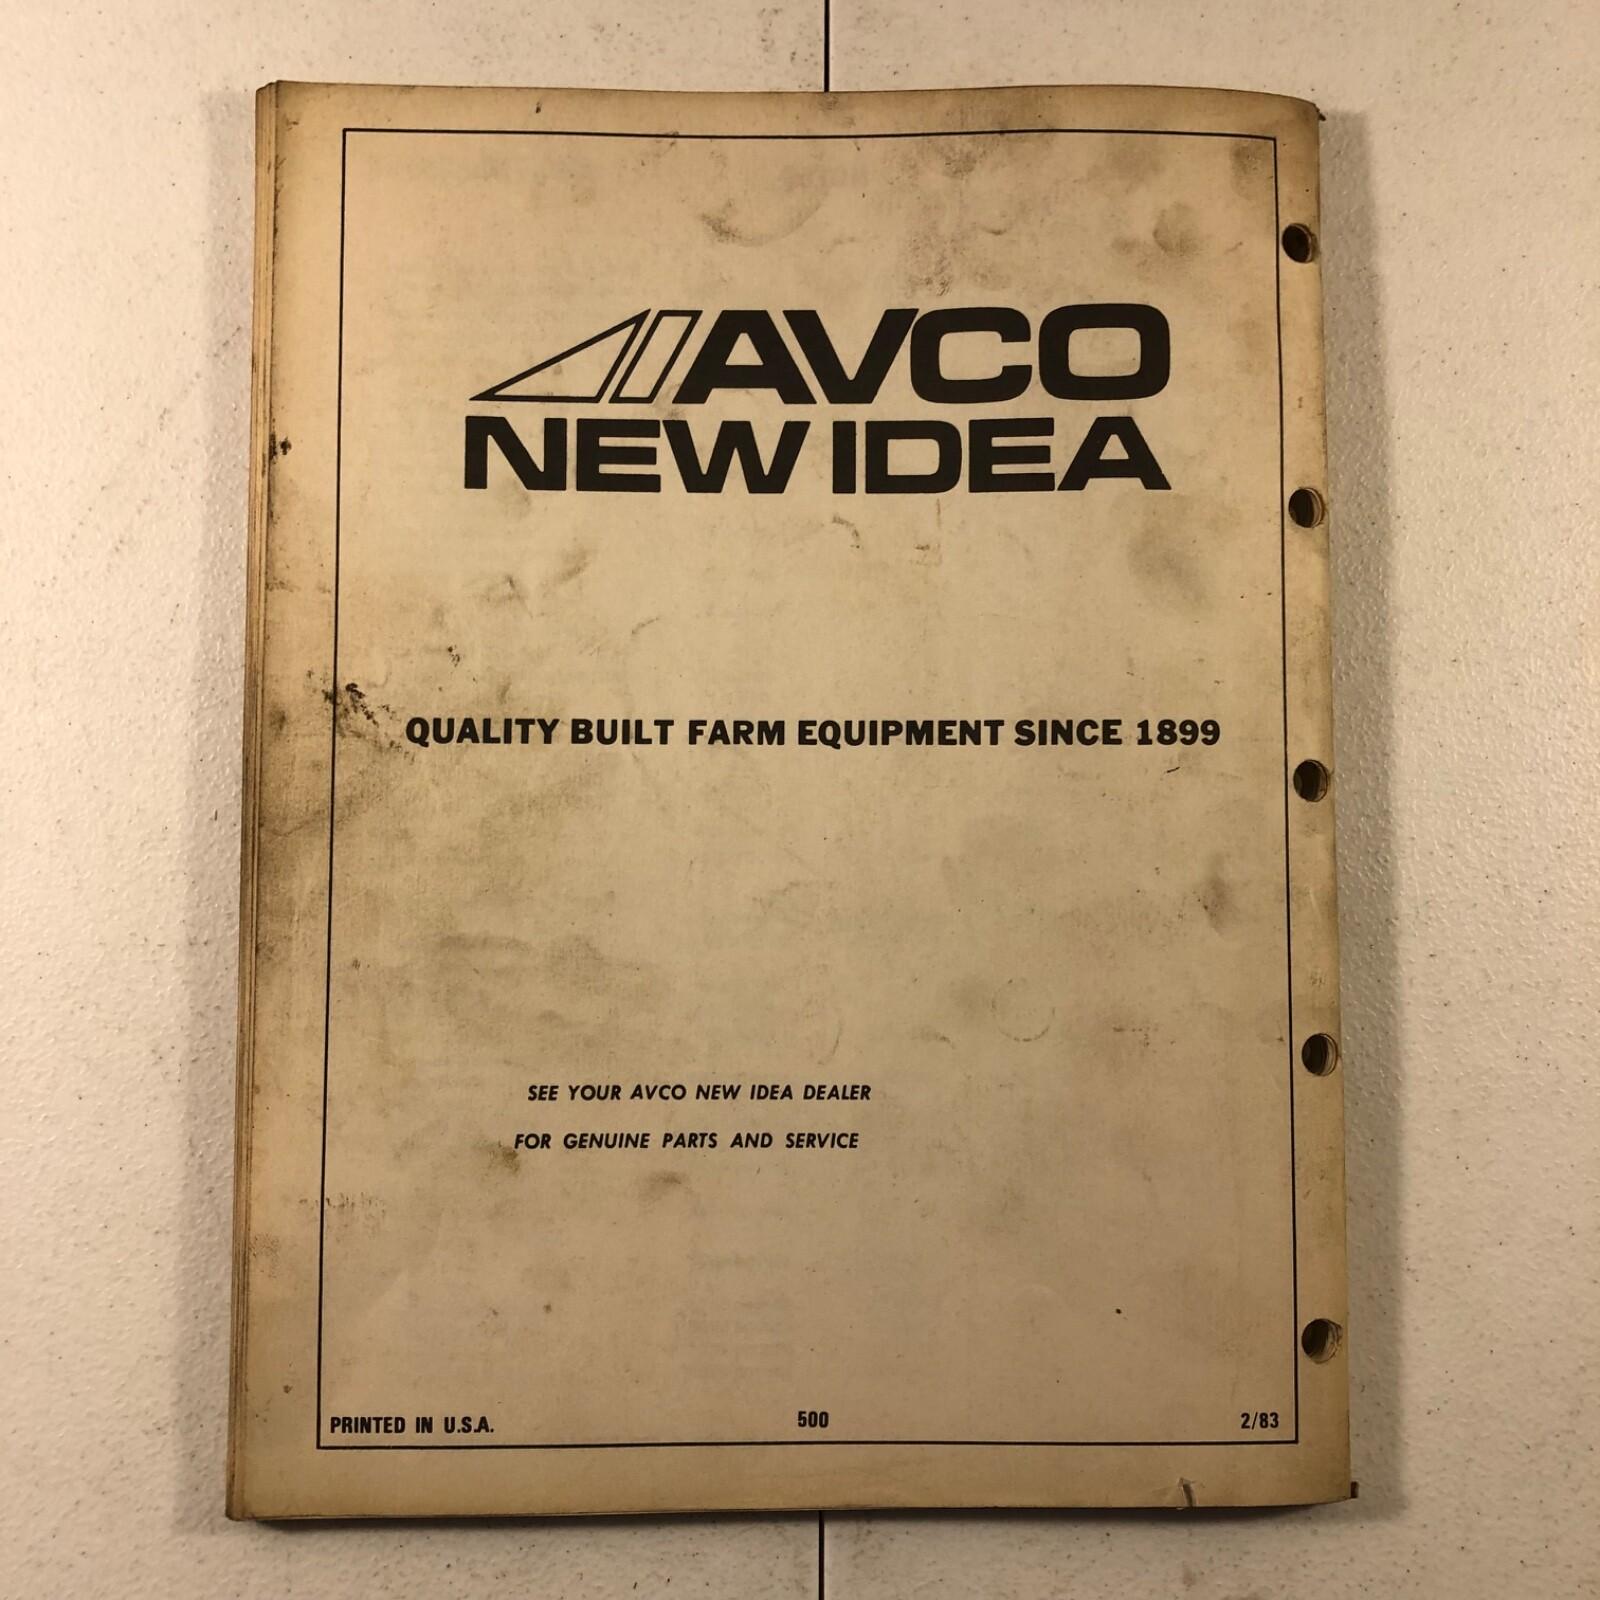 AVCO
NEW IDEA
QUALITY BUILT FARM EQUIPMENT SINCE 1899
SEE YOUR AVCO NEW IDEA DEALER
FOR GENUINE PARTS AND SERVICE
PRINTED IN U.S.A. 500 2/83